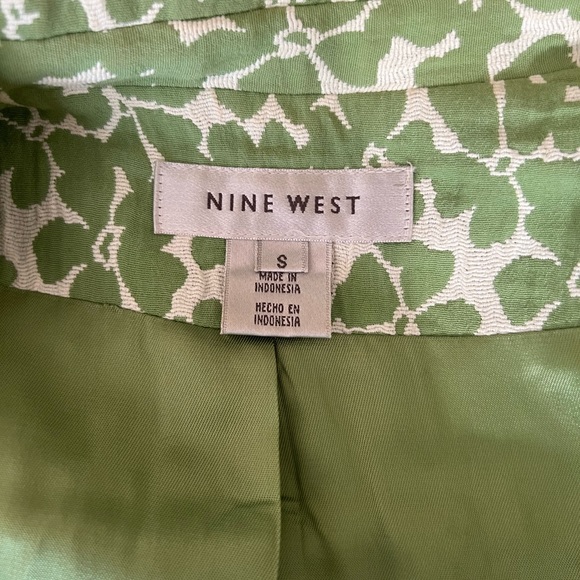 NINE WEST
S
MADE IN
INDONESIA
HECHO EN
INDONESIA